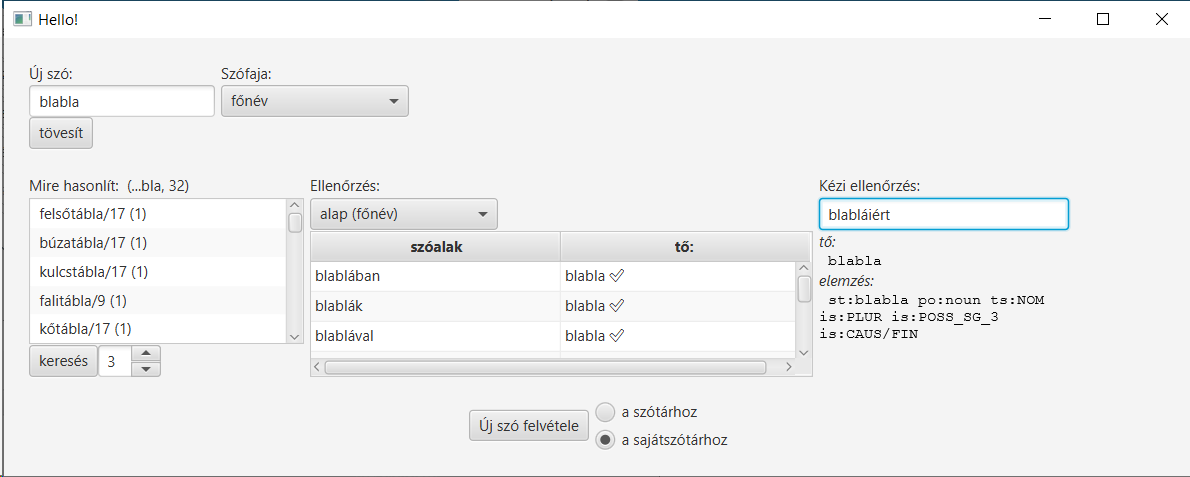 Hello!
Új szó:
Szófaja:
blabla
főnév
tövesít
Mire hasonlít:  (...bla, 32)
felsőtábla/17 (1)
búzatábla/17 (1)
kulcstábla/17 (1)
falitábla/9 (1)
kőtábla/17 (1)
keresés
3
Ellenőrzés:
alap (főnév)
szóalak
tő:
blablában
blabla
blablák
blabla
blablával
blabla
Kézi ellenőrzés:
blabláiért
tő:
blabla
elemzés:
st:blabla po:noun ts:NOM
is:PLUR is:POSS_SG_3
is:CAUS/FIN
Új szó felvétele
a szótárhoz
a sajátszótárhoz